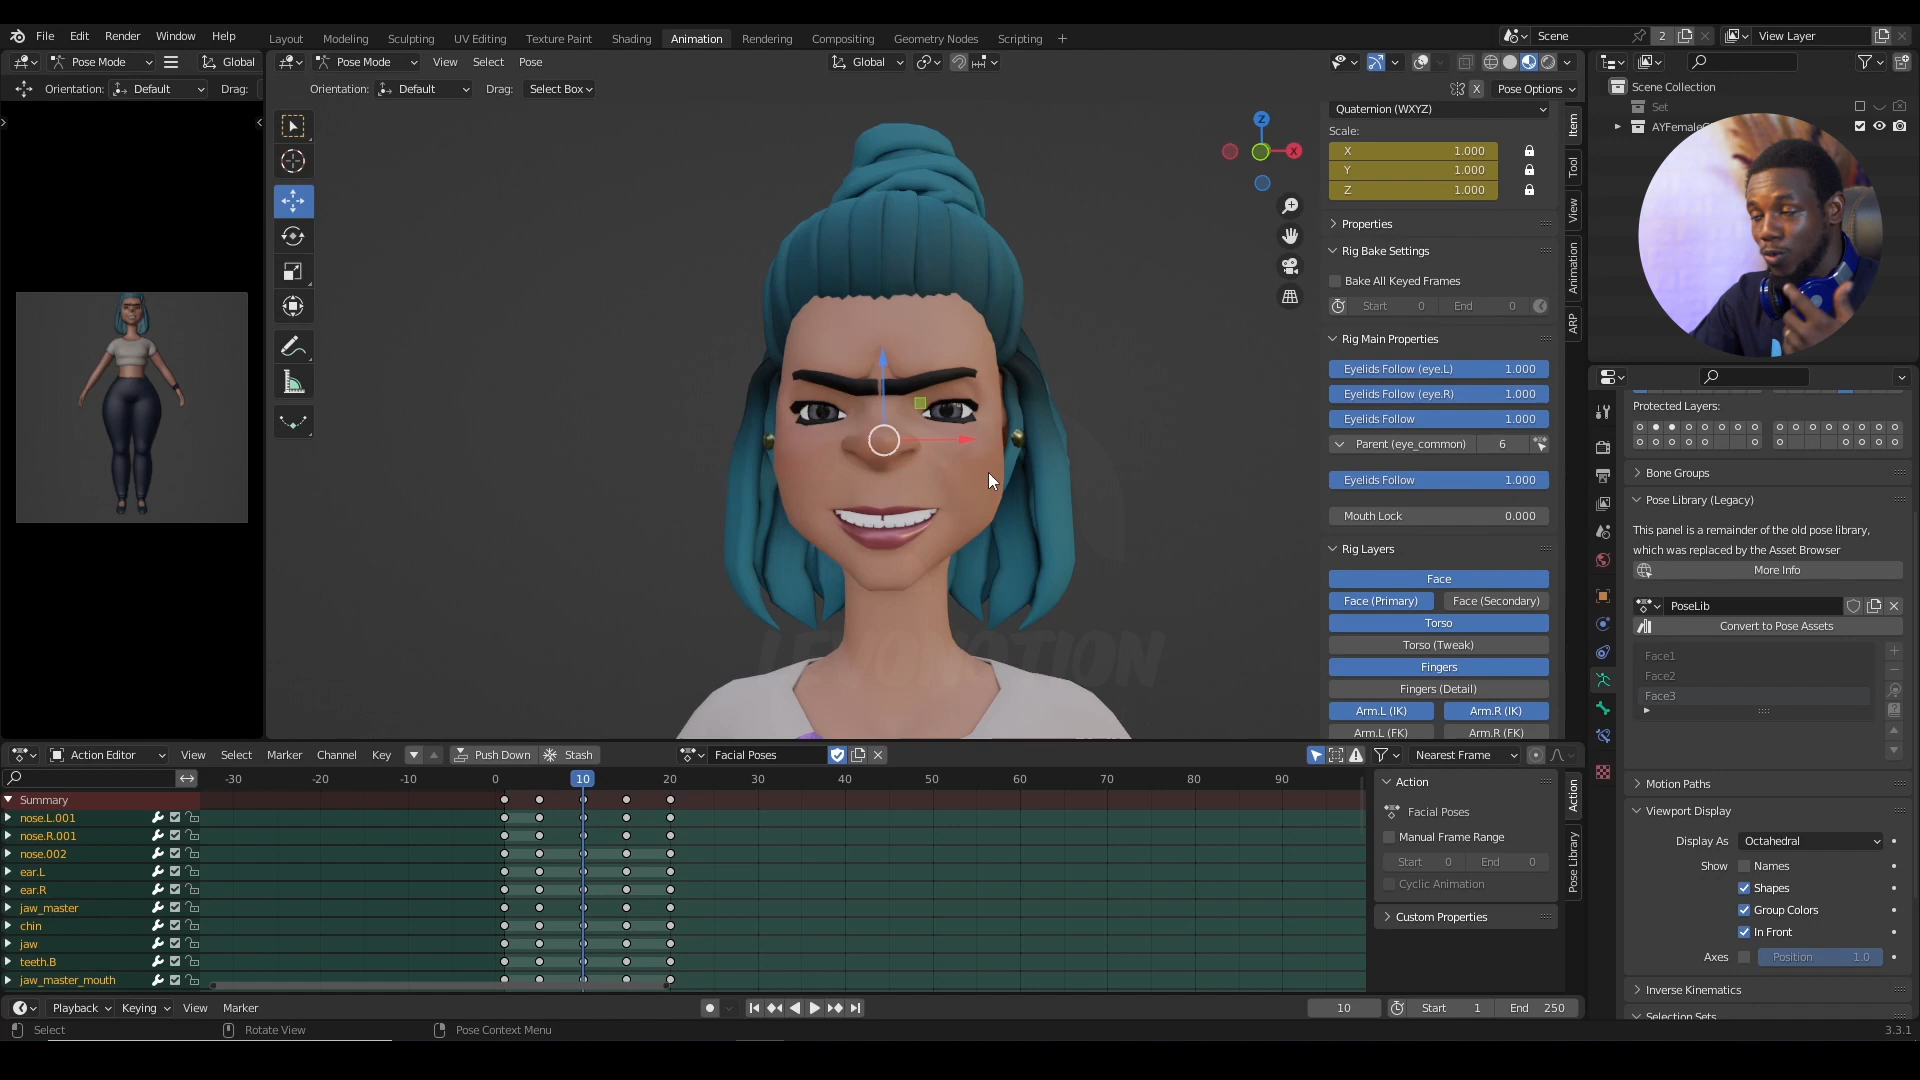 File Edit Render Window Help
Layout Modeling Sculpting UV Editing Texture Paint Shading Animation Rendering Compositing Geometry Nodes Scripting +
Scene 2 View Layer
Pose Mode Global
Pose Mode View Select Pose Global
Orientation: Default Drag:
Orientation: Default Drag: Select Box
X Pose Options
Scene Collection
Set
Quaternion (WXYZ)
Scale:
X 1.000
Y 1.000
Z 1.000
Properties
Rig Bake Settings
Bake All Keyed Frames
Start 0 End 0
Rig Main Properties
Eyelids Follow (eye.L) 1.000
Eyelids Follow (eye.R) 1.000
Eyelids Follow 1.000
Parent (eye_common) 6
Eyelids Follow 1.000
Mouth Lock 0.000
Rig Layers
Face
Face (Primary) Face (Secondary)
Torso
Torso (Tweak)
Fingers
Fingers (Detail)
Arm.L (IK) Arm.R (IK)
Arm.L (FK) Arm.R (FK)
Item
Tool
View
Animation
ARP
Z
X
LEVOMOTION
Protected Layers:
Bone Groups
Pose Library (Legacy)
This panel is a remainder of the old pose library,
which was replaced by the Asset Browser
More Info
PoseLib
Convert to Pose Assets
Face1
Face2
Face3
Motion Paths
Viewport Display
Display As Octahedral
Show Names
Shapes
Group Colors
In Front
Axes Position 1.0
Inverse Kinematics
Selection Sets
Action Editor View Select Marker Channel Key Push Down Stash Facial Poses Nearest Frame
-30 -20 -10 0 10 20 30 40 50 60 70 80 90
Summary
nose.L.001
nose.R.001
nose.002
ear.L
ear.R
jaw_master
chin
jaw
teeth.B
jaw_master_mouth
Action
Facial Poses
Manual Frame Range
Start 0 End 0
Cyclic Animation
Custom Properties
Action
Pose Library
Playback Keying View Marker 10 Start 1 End 250
Select Rotate View Pose Context Menu 3.3.1